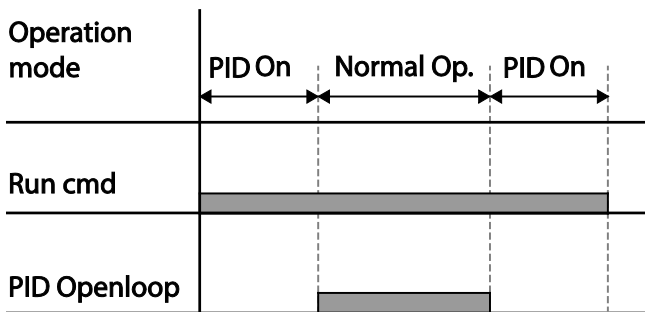 Operation
mode
PID On
Normal Op.
PID On
Run cmd
PID Openloop